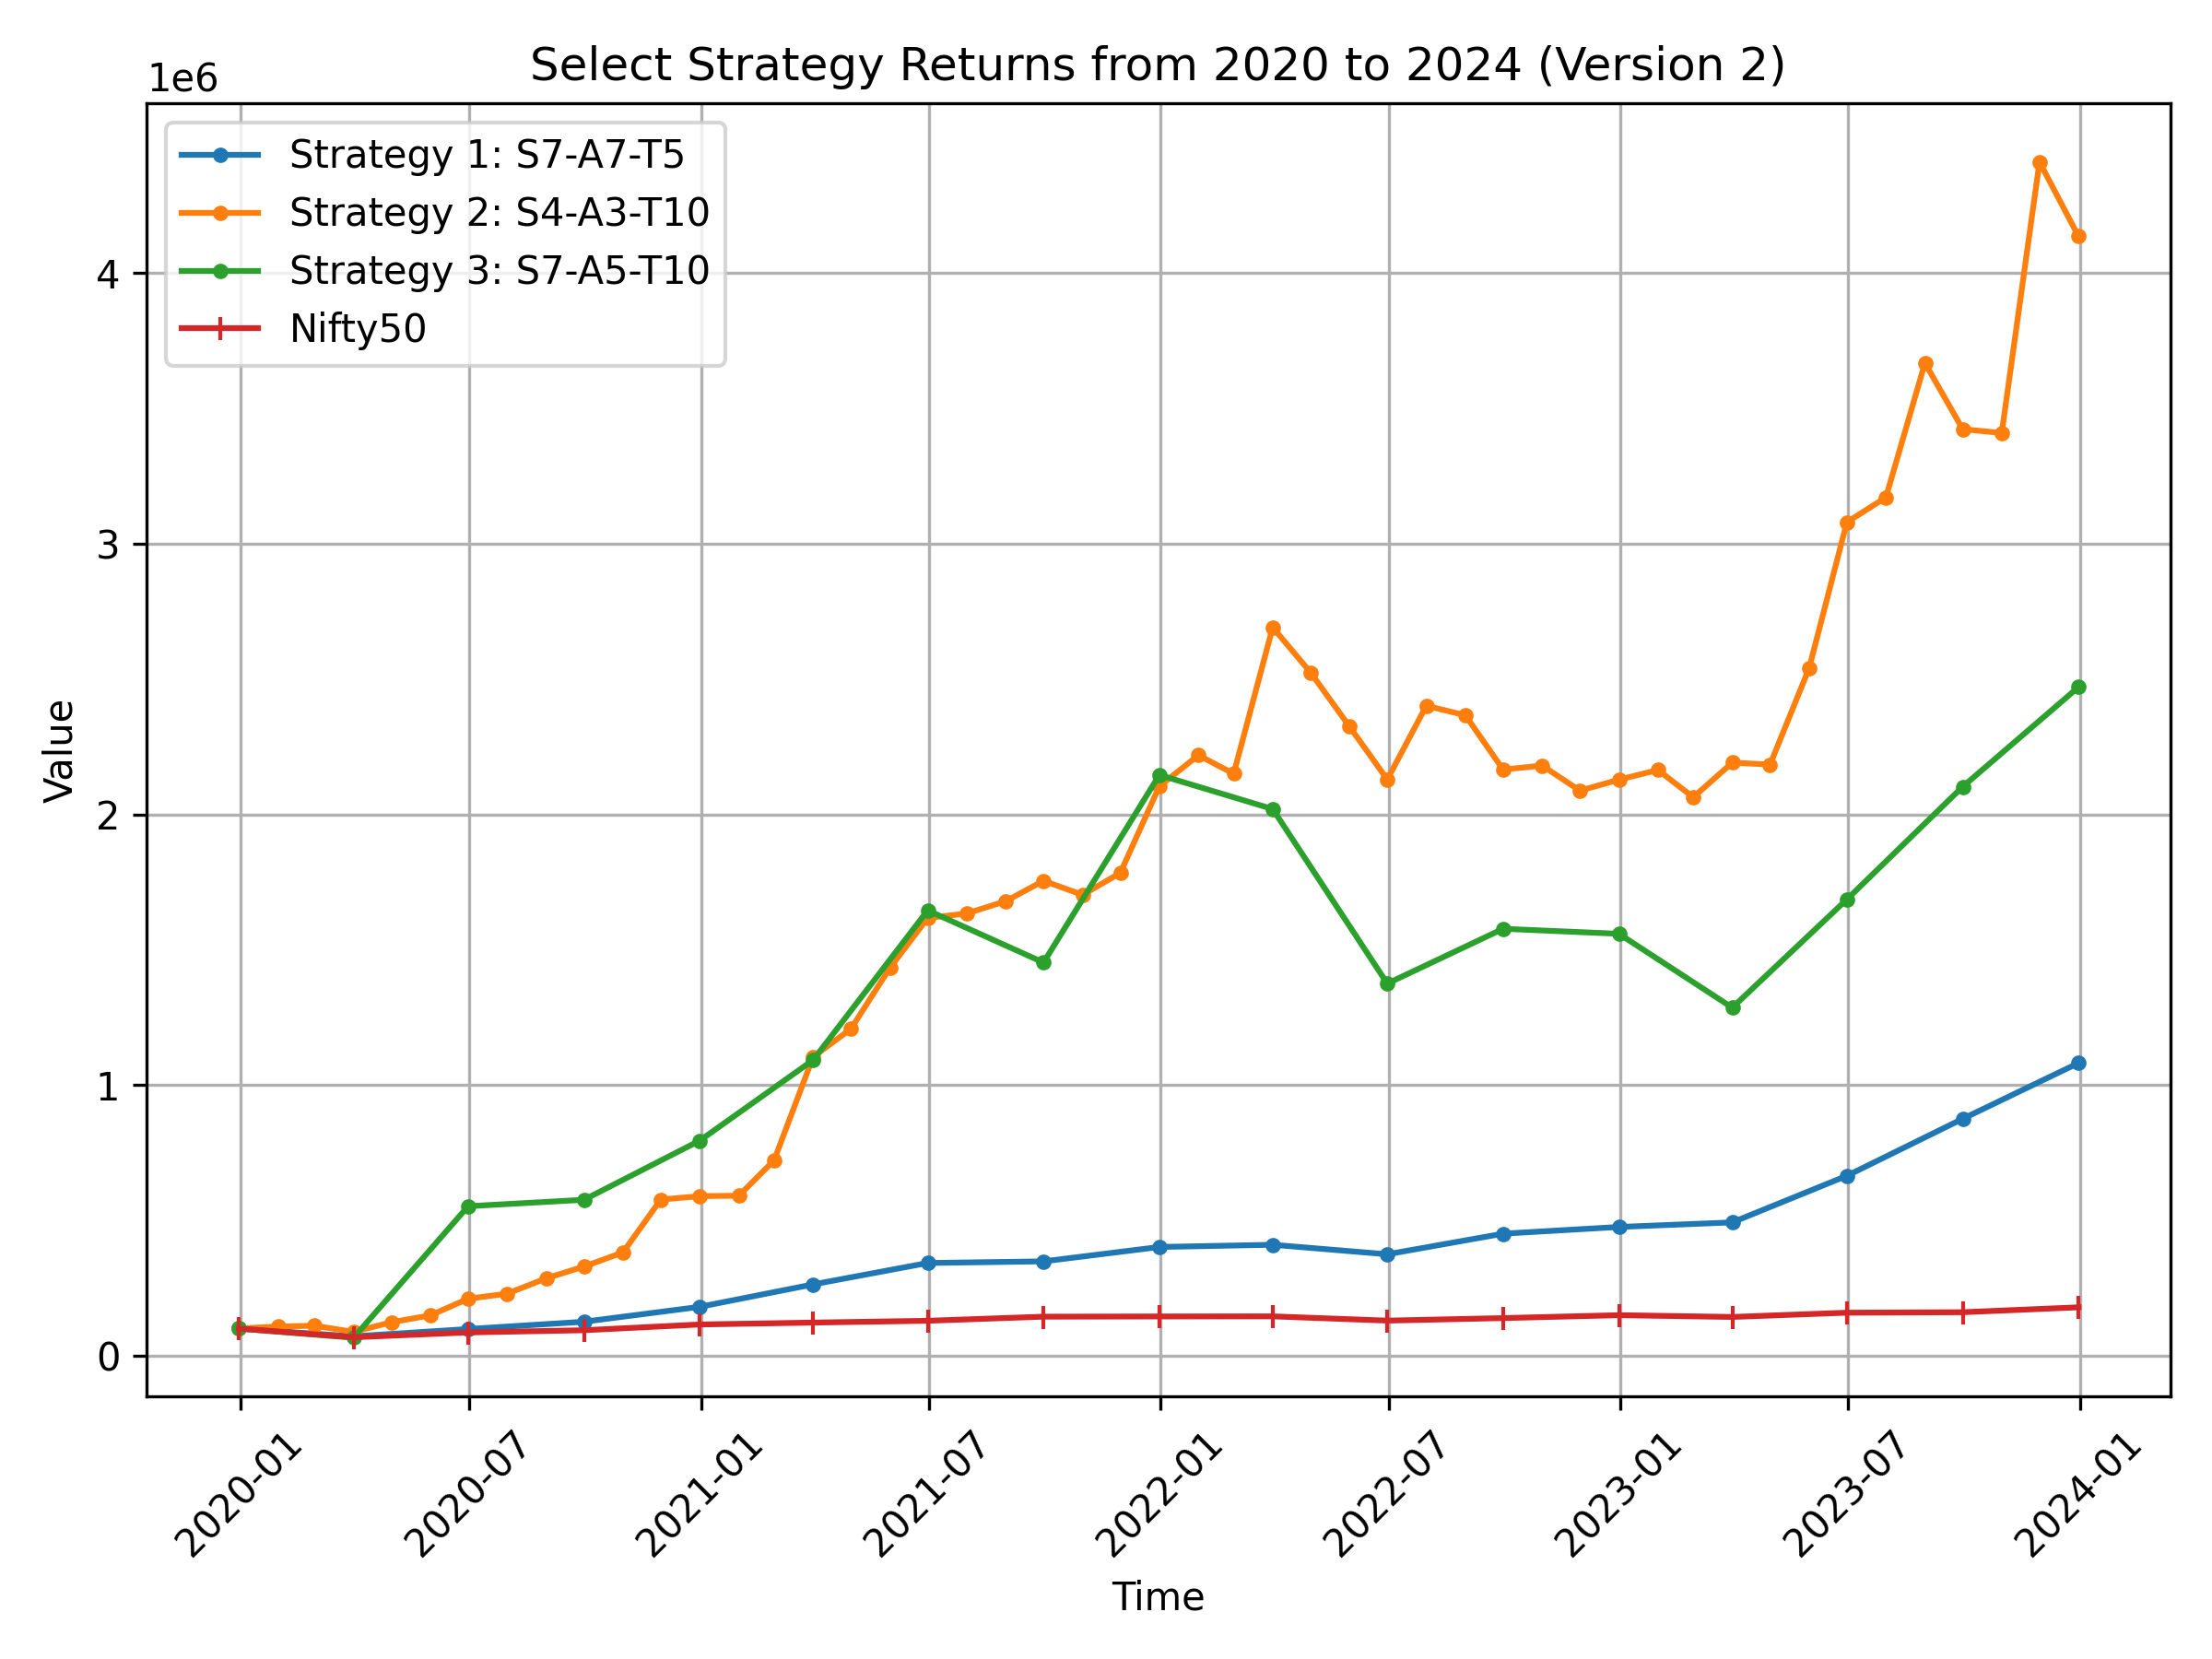 Select Strategy Returns from 2020 to 2024 (Version 2)
1e6
Strategy 1: S7-A7-T5
Strategy 2: S4-A3-T10
Strategy 3: S7-A5-T10
Nifty50
4
3
2
1
0
Value
2020-01
2020-07
2021-01
2021-07
2022-01
2022-07
2023-01
2023-07
2024-01
Time